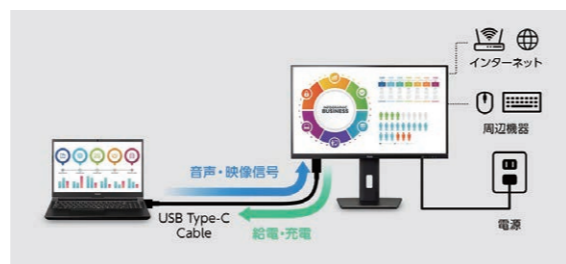 インターネット
周辺機器
電源
音声・映像信号
USB Type-C
Cable
給電・充電
INFOGRAPHIC
BUSINESS